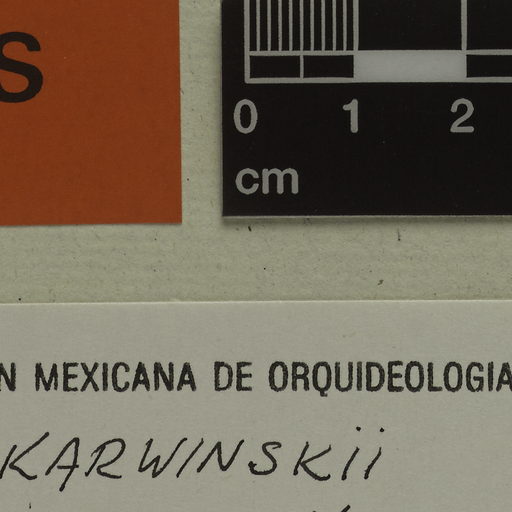 S
0 1 2
cm
N MEXICANA DE ORQUIDEOLOGIA
KARWINSKII